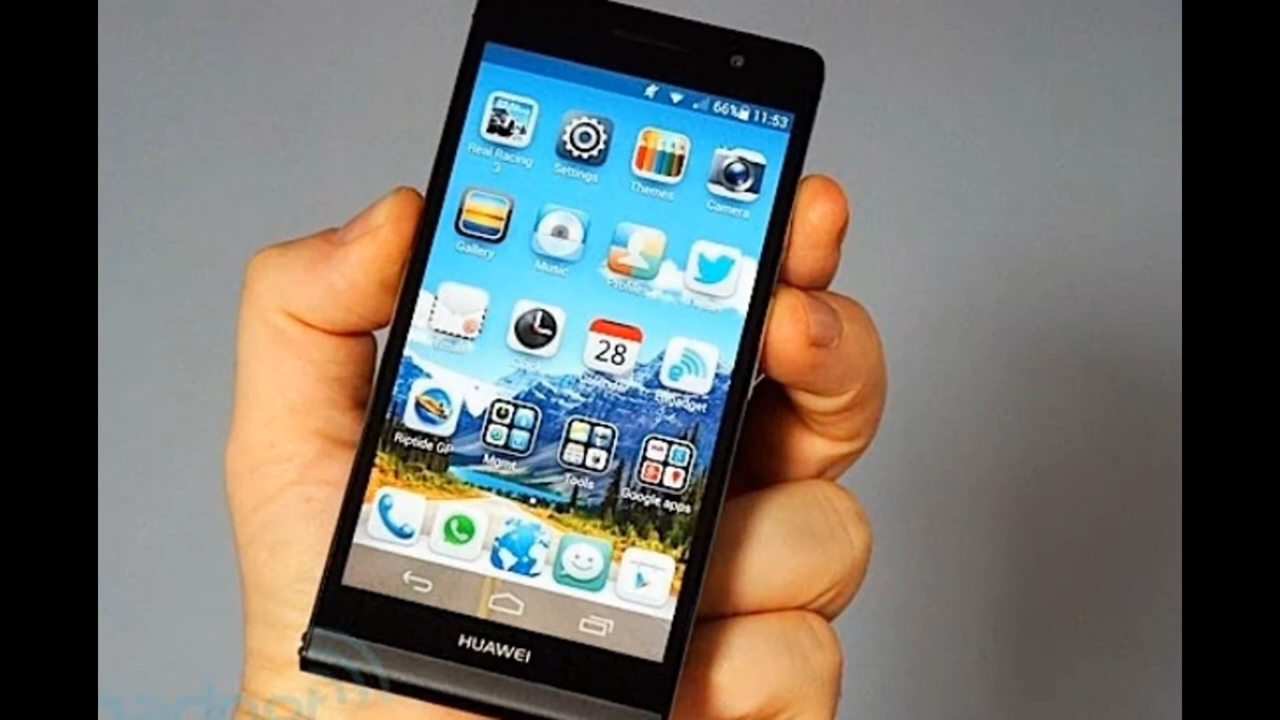 66% 11:53
Real Racing
3
Settings
Themes
Camera
Gallery
Music
28
Engadget
Riptide GP
Mgmt
Tools
Google apps
HUAWEI